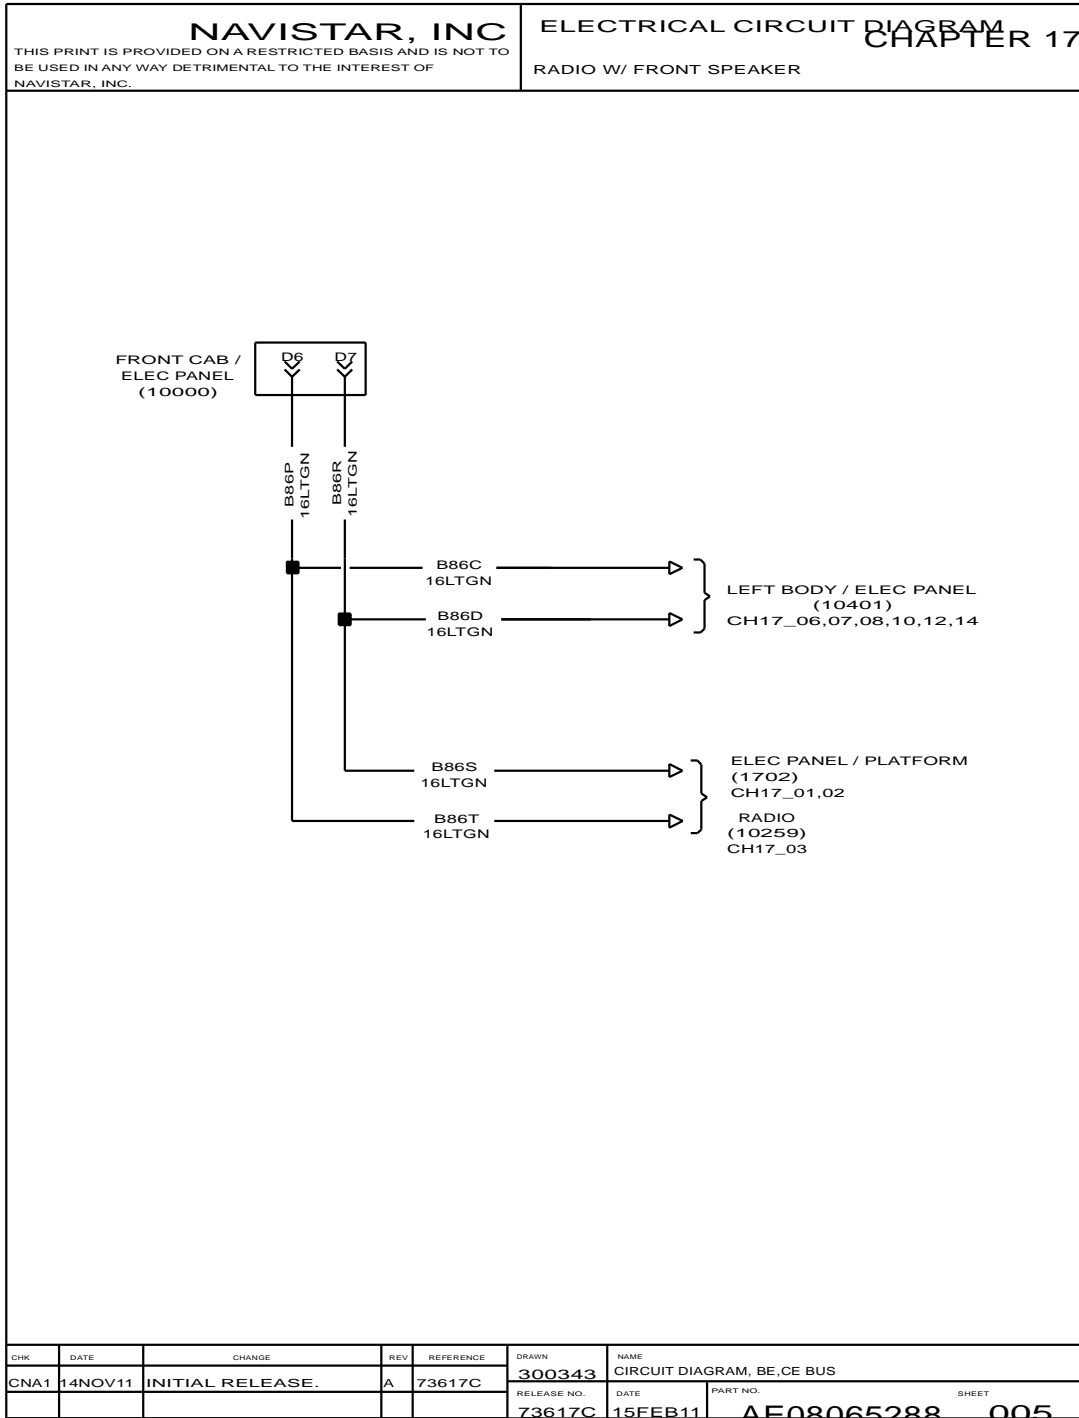 NAVISTAR, INC
THIS PRINT IS PROVIDED ON A RESTRICTED BASIS AND IS NOT TO
BE USED IN ANY WAY DETRIMENTAL TO THE INTEREST OF
NAVISTAR, INC.
ELECTRICAL CIRCUIT DIAGRAM
CHAPTER 17
RADIO W/ FRONT SPEAKER
FRONT CAB /
ELEC PANEL
(10000)
D6
D7
B86P
16LTGN
B86R
16LTGN
B86C
16LTGN
B86D
16LTGN
LEFT BODY / ELEC PANEL
(10401)
CH17_06,07,08,10,12,14
B86S
16LTGN
B86T
16LTGN
ELEC PANEL / PLATFORM
(1702)
CH17_01,02
RADIO
(10259)
CH17_03
CHK DATE CHANGE REV REFERENCE
CNA1 14NOV11 INITIAL RELEASE. A 73617C
DRAWN
300343
NAME
CIRCUIT DIAGRAM, BE,CE BUS
RELEASE NO.
73617C
DATE
15FEB11
PART NO.
AE08065288
SHEET
005